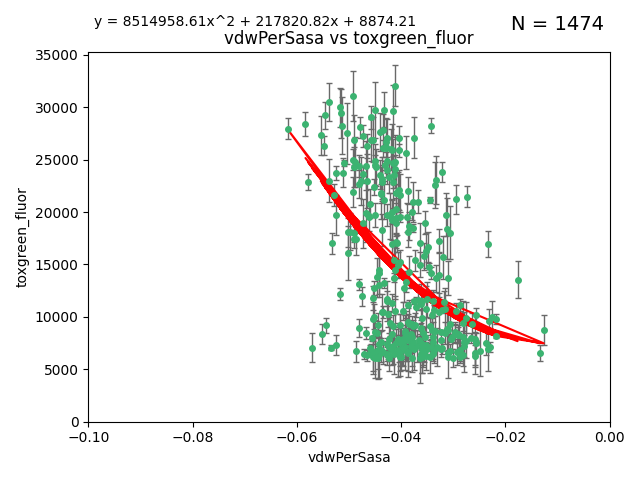 y = 8514958.61x^2 + 217820.82x + 8874.21
N = 1474
vdwPerSasa vs toxgreen_fluor
35000
30000
25000
20000
15000
10000
5000
0
toxgreen_fluor
−0.10
−0.08
−0.06
−0.04
−0.02
0.00
vdwPerSasa